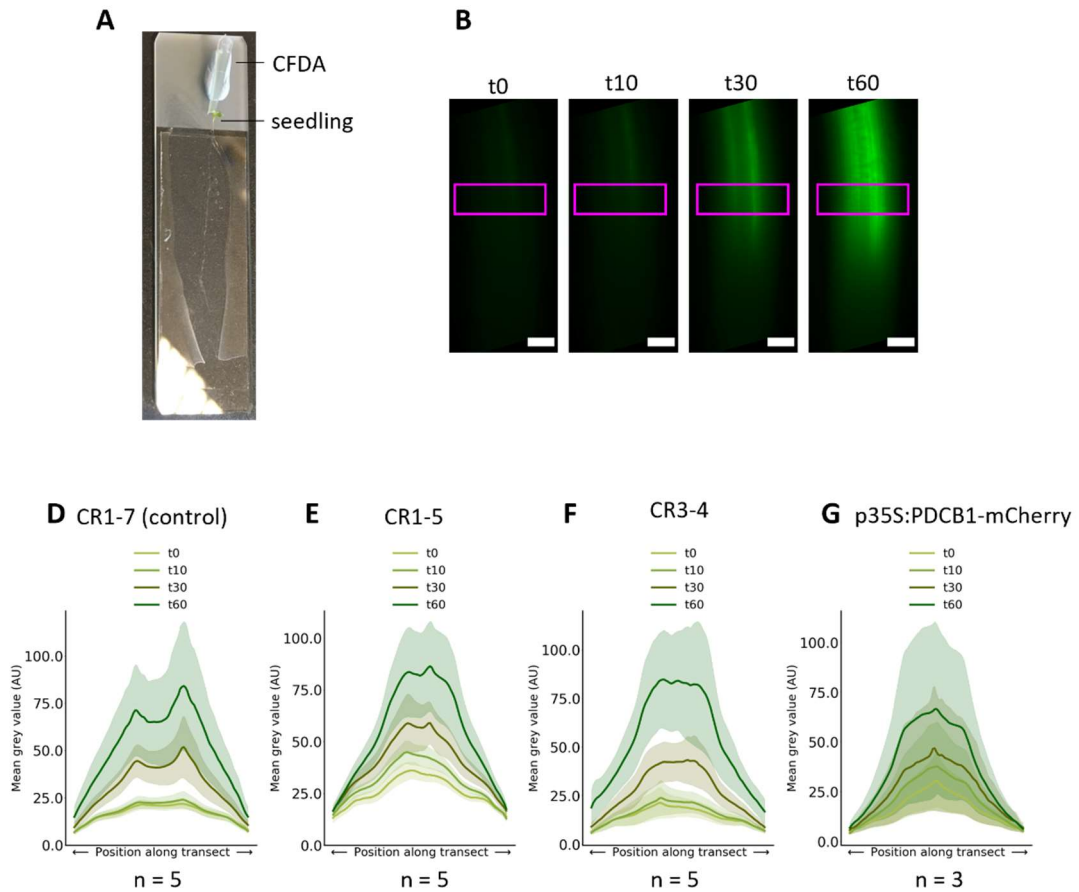 A
CFDA
seedling
B
t0 t10 t30 t60
D CR1-7 (control)
t0
t10
t30
t60
Mean grey value (AU)
100.0
75.0
50.0
25.0
0.0
← Position along transect →
n = 5
E CR1-5
t0
t10
t30
t60
Mean grey value (AU)
100.0
75.0
50.0
25.0
0.0
← Position along transect →
n = 5
F CR3-4
t0
t10
t30
t60
Mean grey value (AU)
100.0
75.0
50.0
25.0
0.0
← Position along transect →
n = 5
G p35S:PDCB1-mCherry
t0
t10
t30
t60
Mean grey value (AU)
100.0
75.0
50.0
25.0
0.0
← Position along transect →
n = 3